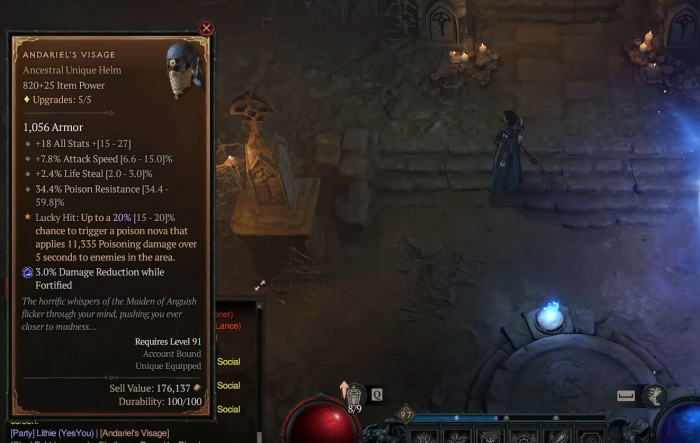 ANDARIEL'S VISAGE
Ancestral Unique Helm
820+25 Item Power
Upgrades: 5/5
1,056 Armor
+18 All Stats +[15 - 27]
+7.8% Attack Speed [6.6 - 15.0]%
+2.4% Life Steal [2.0 - 3.0]%
34.4% Poison Resistance [34.4 -
59.8]%
Lucky Hit: Up to a 20% [15 - 20]%
chance to trigger a poison nova that
applies 11,335 Poisoning damage over
5 seconds to enemies in the area.
3.0% Damage Reduction while
Fortified
The horrific whispers of the Maiden of Anguish
flicker through your mind, pushing you ever
closer to madness...
Requires Level 91
Account Bound
Unique Equipped
Sell Value: 176,137
Durability: 100/100
oner)
Lance)
Social
Social
Social
screen.
[Party] Lithie (YesYou) | [Andariel's Visage]
8/9
Q
97